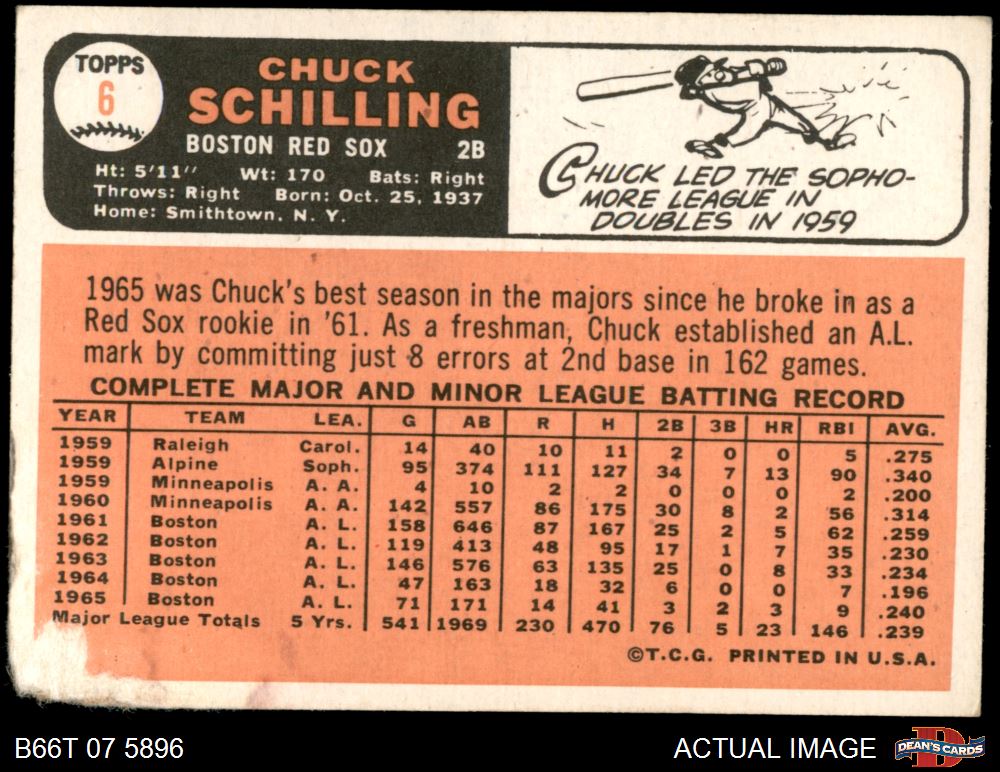 TOPPS
6
CHUCK
SCHILLING
BOSTON RED SOX 2B
Ht: 5'11" Wt: 170 Bats: Right
Throws: Right Born: Oct. 25, 1937
Home: Smithtown, N. Y.
CHUCK LED THE SOPHO-
MORE LEAGUE IN
DOUBLES IN 1959
1965 was Chuck's best season in the majors since he broke in as a
Red Sox rookie in '61. As a freshman, Chuck established an A.L.
mark by committing just 8 errors at 2nd base in 162 games.
COMPLETE MAJOR AND MINOR LEAGUE BATTING RECORD
YEAR TEAM LEA. G AB R H 2B 3B HR RBI AVG.
1959 Raleigh Carol. 14 40 10 11 2 0 0 5 .275
1959 Alpine Soph. 95 374 111 127 34 7 13 90 .340
1959 Minneapolis A. A. 4 10 2 2 0 0 0 2 .200
1960 Minneapolis A. A. 142 557 86 175 30 8 2 56 .314
1961 Boston A. L. 158 646 87 167 25 2 5 62 .259
1962 Boston A. L. 119 413 48 95 17 1 7 35 .230
1963 Boston A. L. 146 576 63 135 25 0 8 33 .234
1964 Boston A. L. 47 163 18 32 6 0 0 7 .196
1965 Boston A. L. 71 171 14 41 3 2 3 9 .240
Major League Totals 5 Yrs. 541 1969 230 470 76 5 23 146 .239
©T.C.G. PRINTED IN U.S.A.
B66T 07 5896 ACTUAL IMAGE
DEAN'S CARDS